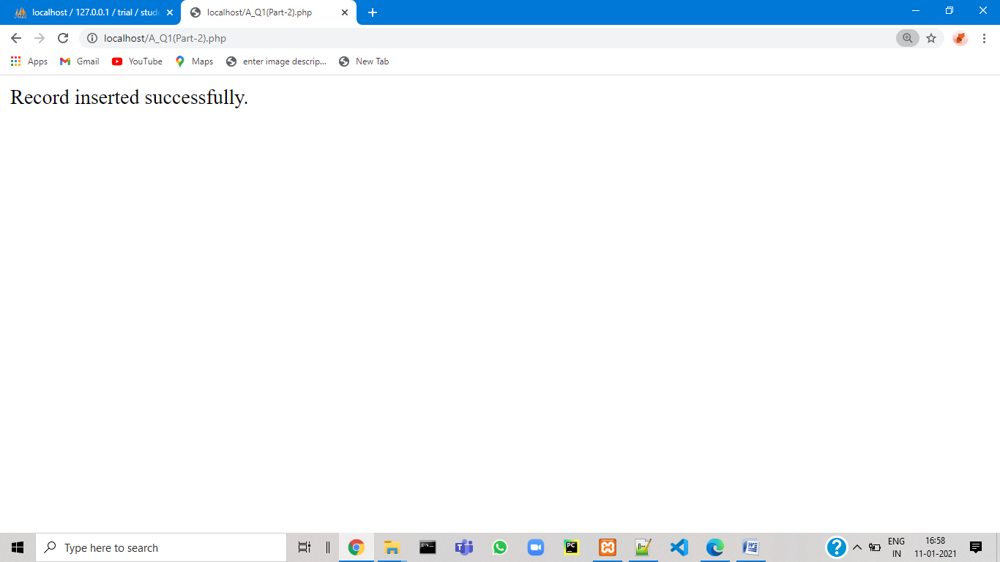 localhost / 127.0.0.1 / trial / stud
localhost/A_Q1(Part-2).php
localhost/A_Q1(Part-2).php
Apps
Gmail
YouTube
Maps
enter image descrip...
New Tab
Record inserted successfully.
Type here to search
ENG
IN
16:58
11-01-2021